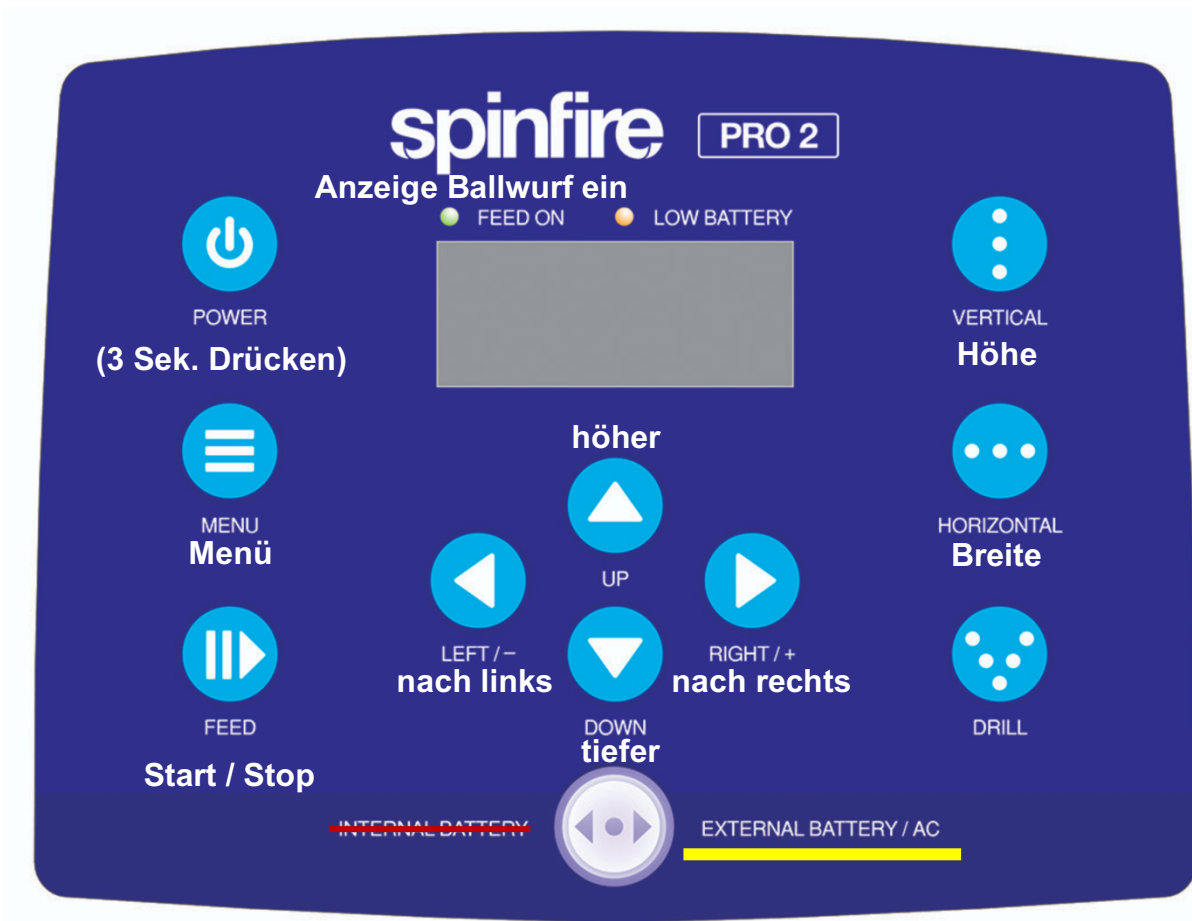 spinfire PRO 2
Anzeige Ballwurf ein
FEED ON LOW BATTERY
POWER
(3 Sek. Drücken)
VERTICAL
Höhe
MENU
Menü
höher
UP
HORIZONTAL
Breite
LEFT / –
nach links
RIGHT / +
nach rechts
FEED
Start / Stop
DOWN
tiefer
DRILL
INTERNAL BATTERY
EXTERNAL BATTERY / AC